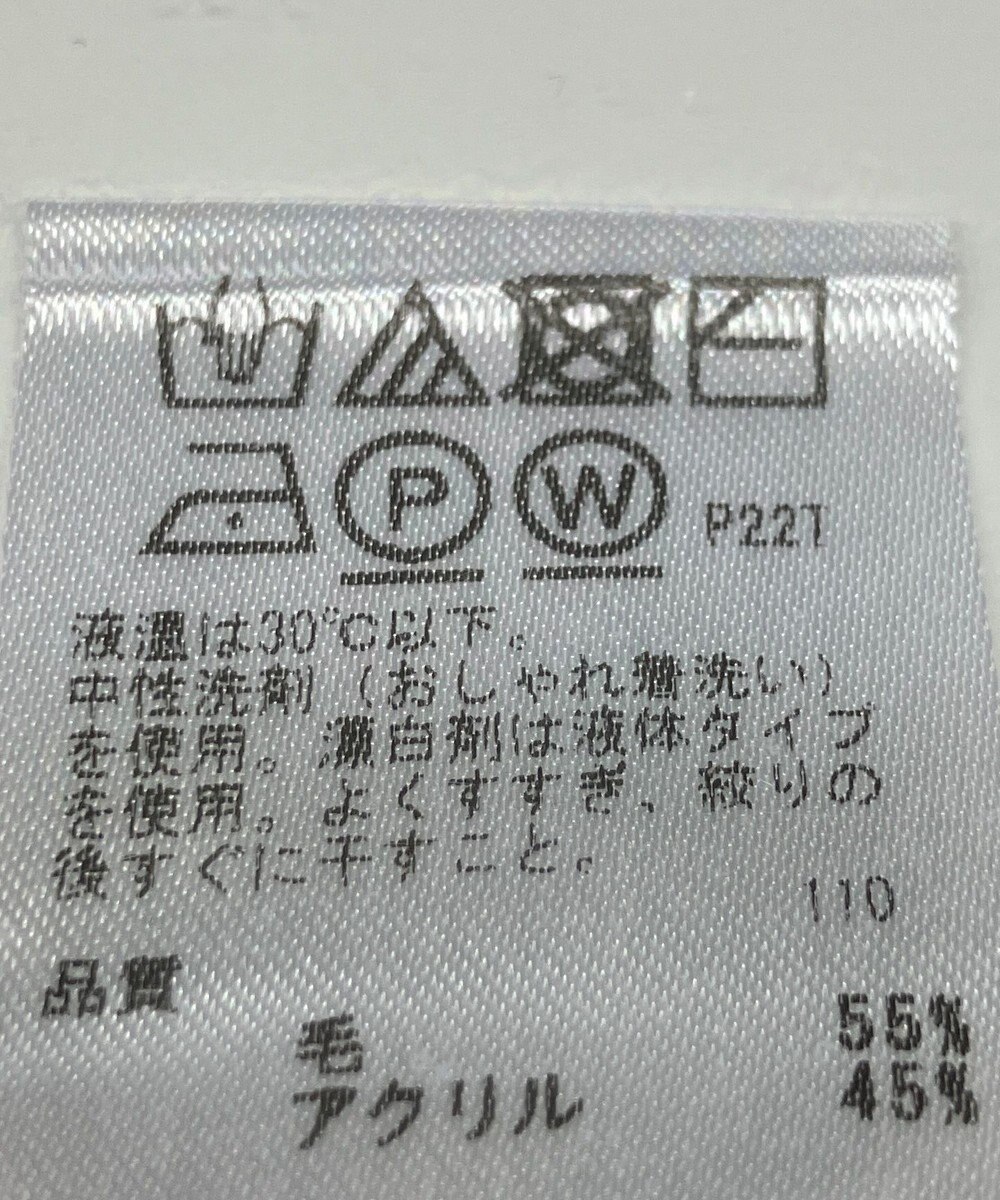 P W P22T
液温は30℃以下。
中性洗剤（おしゃれ着洗い）
を使用。漂白剤は液体タイプ
を使用。よくすすぎ、絞りの
後すぐに干すこと。
110
品質
毛 55%
アクリル 45%